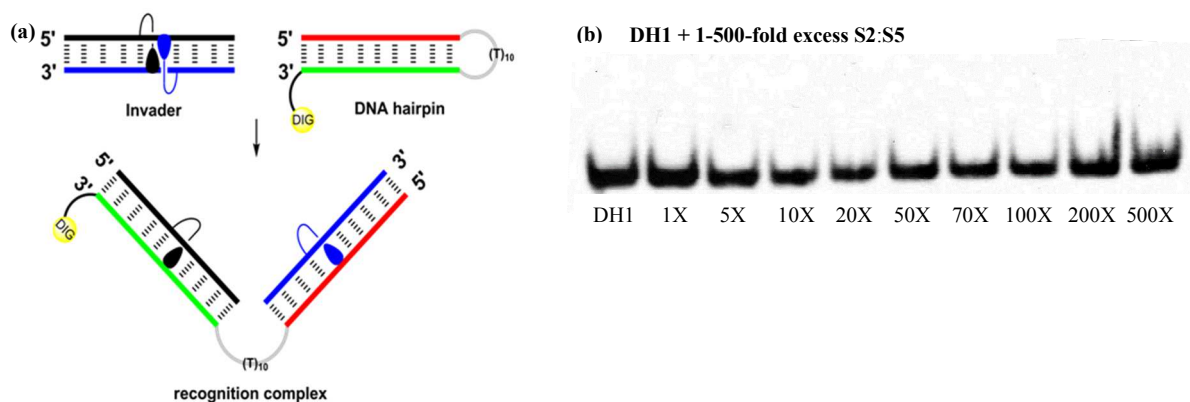 (a)
5'
3'
Invader
5'
3'
(T)10
DIG
DNA hairpin
5'
3'
DIG
3'
5'
(T)10
recognition complex
(b) DH1 + 1-500-fold excess S2:S5
DH1 1X 5X 10X 20X 50X 70X 100X 200X 500X